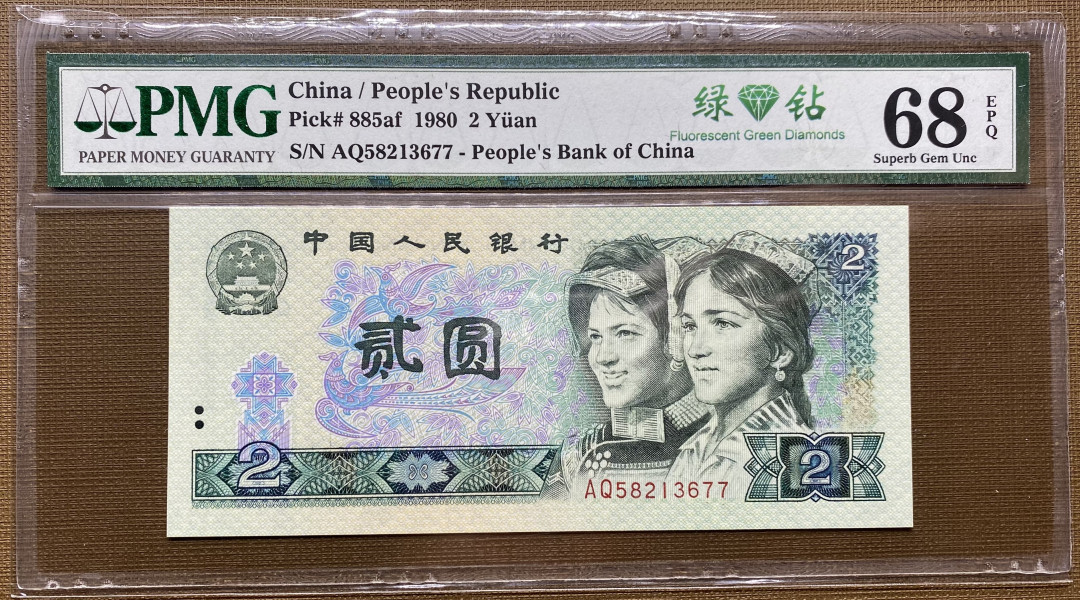 PMG
PAPER MONEY GUARANTY
China / People's Republic
Pick# 885af 1980 2 Yüan
S/N AQ58213677 - People's Bank of China
绿 钻
Fluorescent Green Diamonds
68
EPQ
Superb Gem Unc
中国人民银行
2
贰圆
2
2
AQ58213677